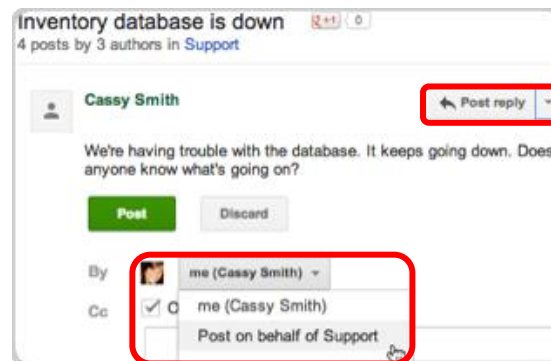 Inventory database is down g+1 0
4 posts by 3 authors in Support
Cassy Smith Post reply
We're having trouble with the database. It keeps going down. Does
anyone know what's going on?
Post Discard
By me (Cassy Smith)
Cc C me (Cassy Smith)
Post on behalf of Support